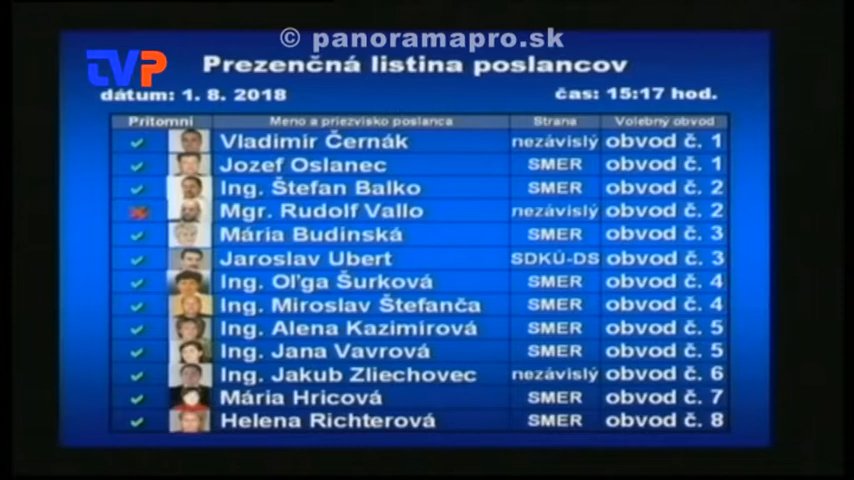 © panoramapro.sk
TVP
Prezenčná listina poslancov
dátum: 1. 8. 2018 čas: 15:17 hod.
Prítomní Meno a priezvisko poslanca Strana Volebný obvod
Vladimír Černák nezávislý obvod č. 1
Jozef Oslanec SMER obvod č. 1
Ing. Štefan Balko SMER obvod č. 2
Mgr. Rudolf Vallo nezávislý obvod č. 2
Mária Budinská SMER obvod č. 3
Jaroslav Ubert SDKÚ-DS obvod č. 3
Ing. Oľga Šurková SMER obvod č. 4
Ing. Miroslav Štefanča SMER obvod č. 4
Ing. Alena Kazimírová SMER obvod č. 5
Ing. Jana Vavrová SMER obvod č. 5
Ing. Jakub Zliechovec nezávislý obvod č. 6
Mária Hricová SMER obvod č. 7
Helena Richterová SMER obvod č. 8